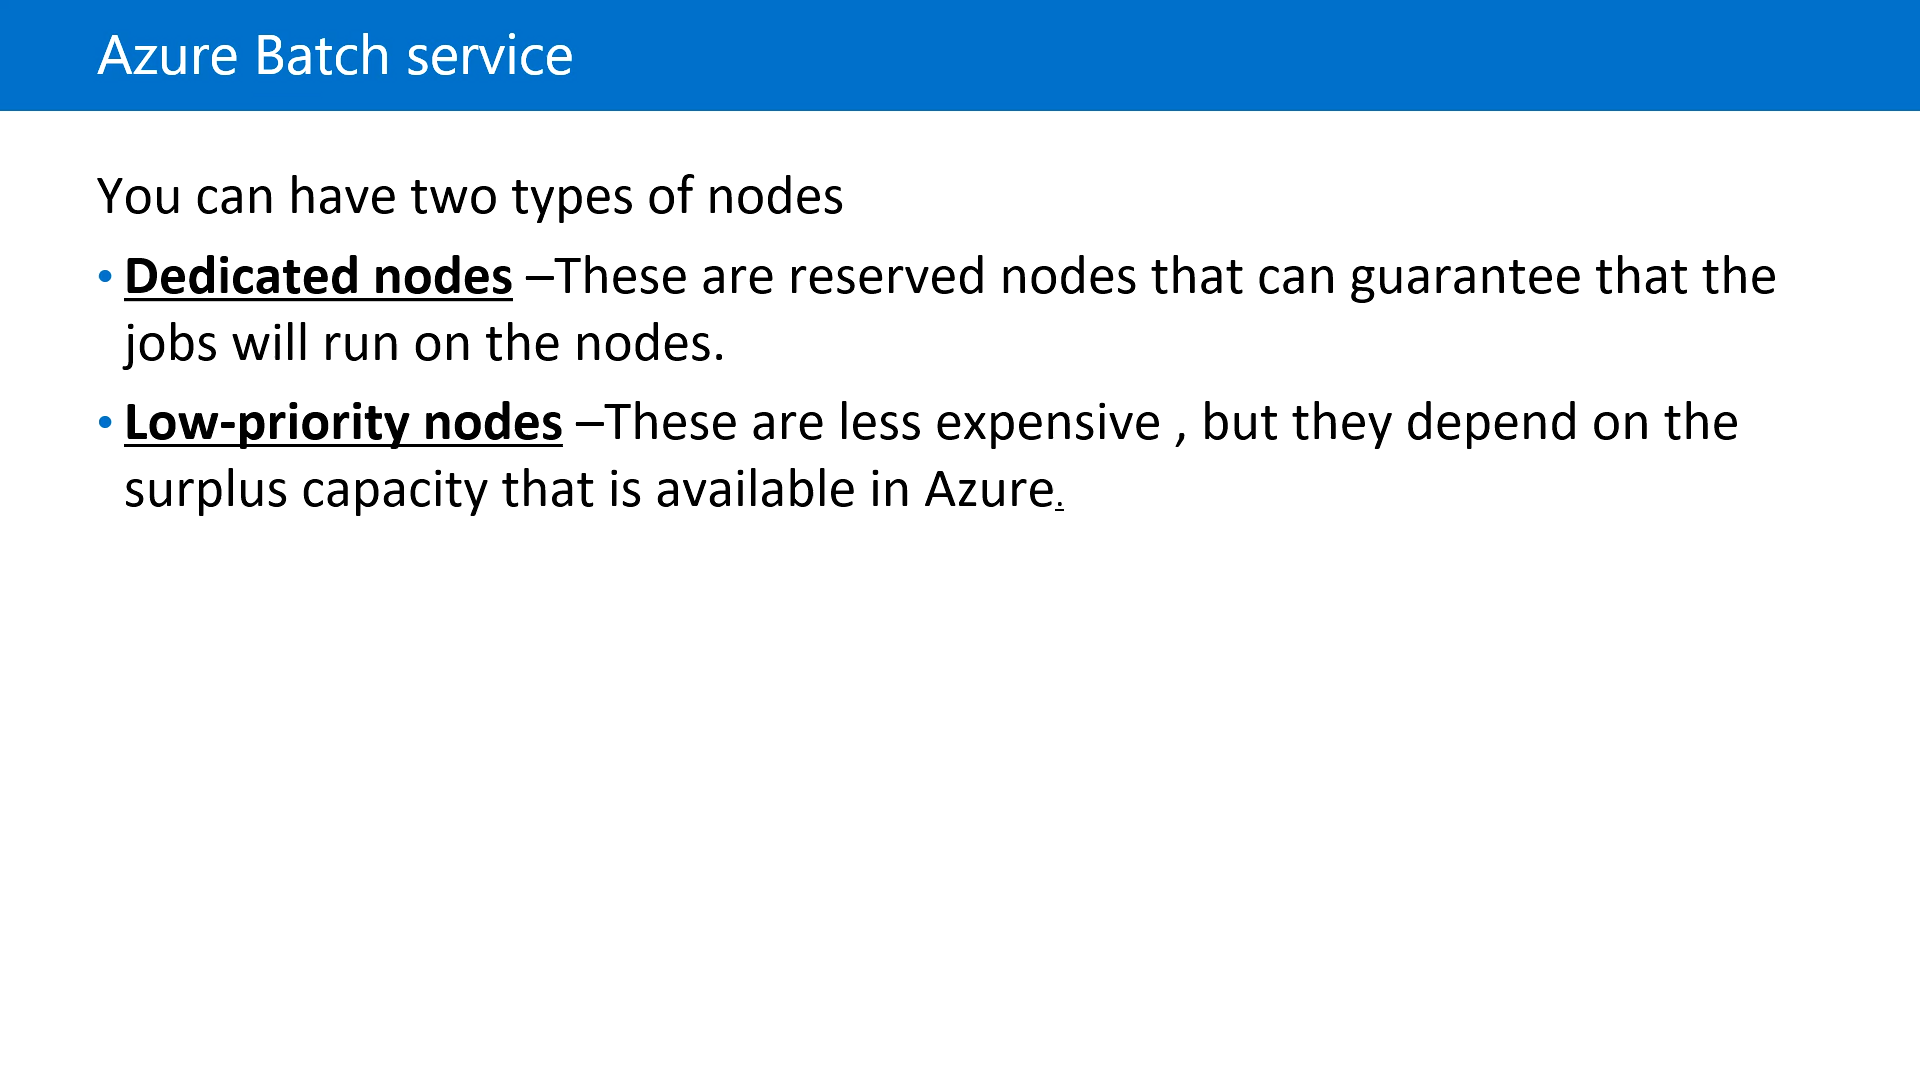 Azure Batch service
You can have two types of nodes
• Dedicated nodes –These are reserved nodes that can guarantee that the
jobs will run on the nodes.
• Low-priority nodes –These are less expensive , but they depend on the
surplus capacity that is available in Azure.